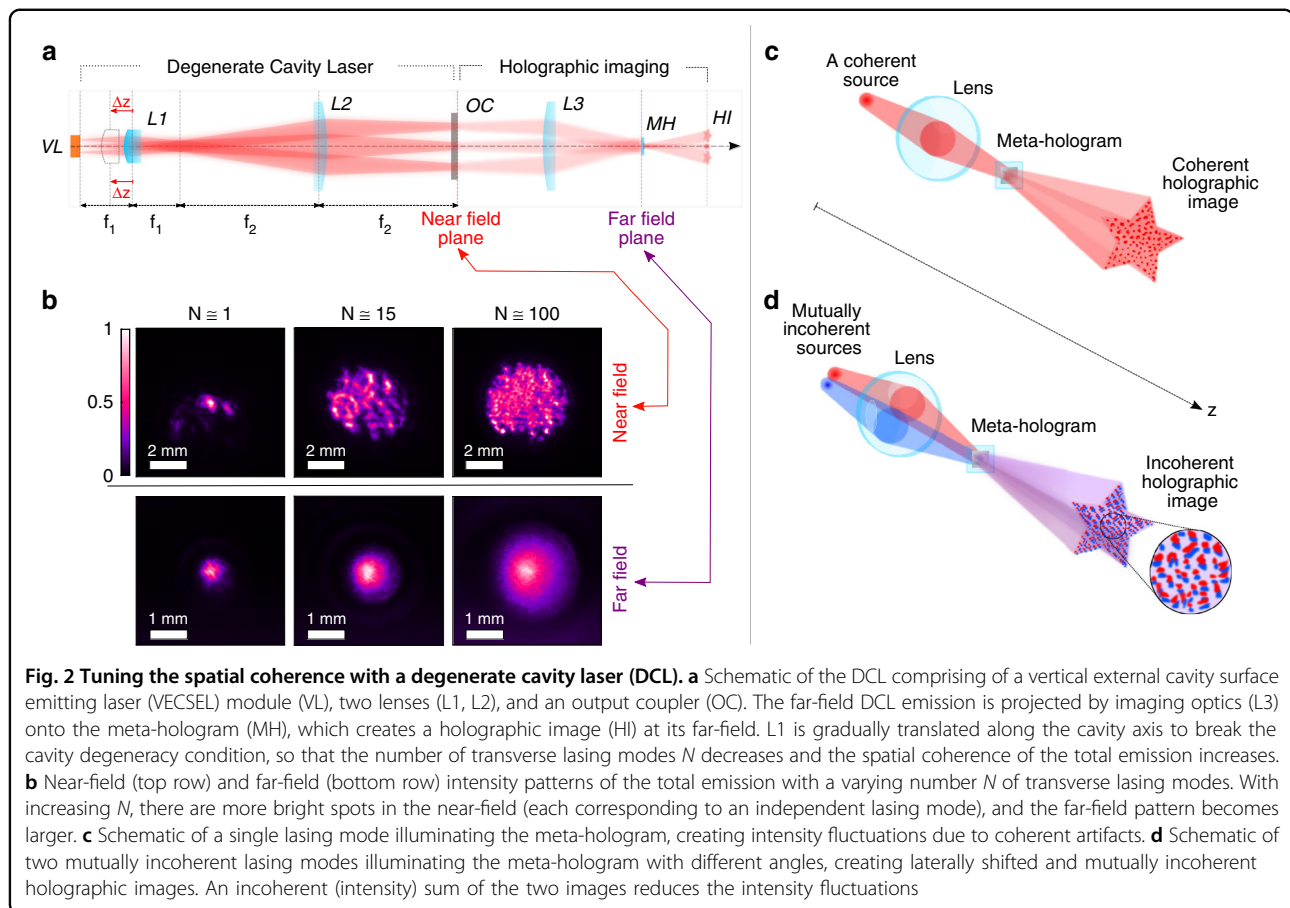 a
Degenerate Cavity Laser
Holographic imaging
Δz
L1
L2
OC
L3
MH
HI
VL
Δz
f1
f1
f2
f2
Near field
plane
Far field
plane
b
N ≅ 1
N ≅ 15
N ≅ 100
1
0.5
0
2 mm
2 mm
2 mm
Near field
1 mm
1 mm
1 mm
Far field
c
A coherent
source
Lens
Meta-hologram
Coherent
holographic
image
z
d
Mutually
incoherent
sources
Lens
Meta-hologram
Incoherent
holographic
image
Fig. 2 Tuning the spatial coherence with a degenerate cavity laser (DCL). a Schematic of the DCL comprising of a vertical external cavity surface
emitting laser (VECSEL) module (VL), two lenses (L1, L2), and an output coupler (OC). The far-field DCL emission is projected by imaging optics (L3)
onto the meta-hologram (MH), which creates a holographic image (HI) at its far-field. L1 is gradually translated along the cavity axis to break the
cavity degeneracy condition, so that the number of transverse lasing modes N decreases and the spatial coherence of the total emission increases.
b Near-field (top row) and far-field (bottom row) intensity patterns of the total emission with a varying number N of transverse lasing modes. With
increasing N, there are more bright spots in the near-field (each corresponding to an independent lasing mode), and the far-field pattern becomes
larger. c Schematic of a single lasing mode illuminating the meta-hologram, creating intensity fluctuations due to coherent artifacts. d Schematic of
two mutually incoherent lasing modes illuminating the meta-hologram with different angles, creating laterally shifted and mutually incoherent
holographic images. An incoherent (intensity) sum of the two images reduces the intensity fluctuations